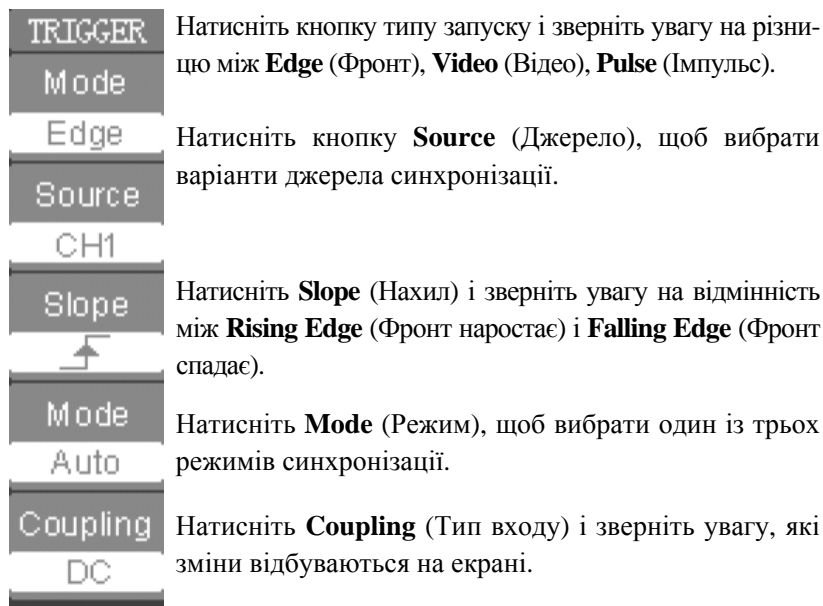 TRIGGER
Mode
Edge
Source
CH1
Slope
Mode
Auto
Coupling
DC
Натисніть кнопку типу запуску і зверніть увагу на різни-
цю між Edge (Фронт), Video (Відео), Pulse (Імпульс).
Натисніть кнопку Source (Джерело), щоб вибрати
варіанти джерела синхронізації.
Натисніть Slope (Нахил) і зверніть увагу на відмінність
між Rising Edge (Фронт наростає) і Falling Edge (Фронт
спадає).
Натисніть Mode (Режим), щоб вибрати один із трьох
режимів синхронізації.
Натисніть Coupling (Тип входу) і зверніть увагу, які
зміни відбуваються на екрані.